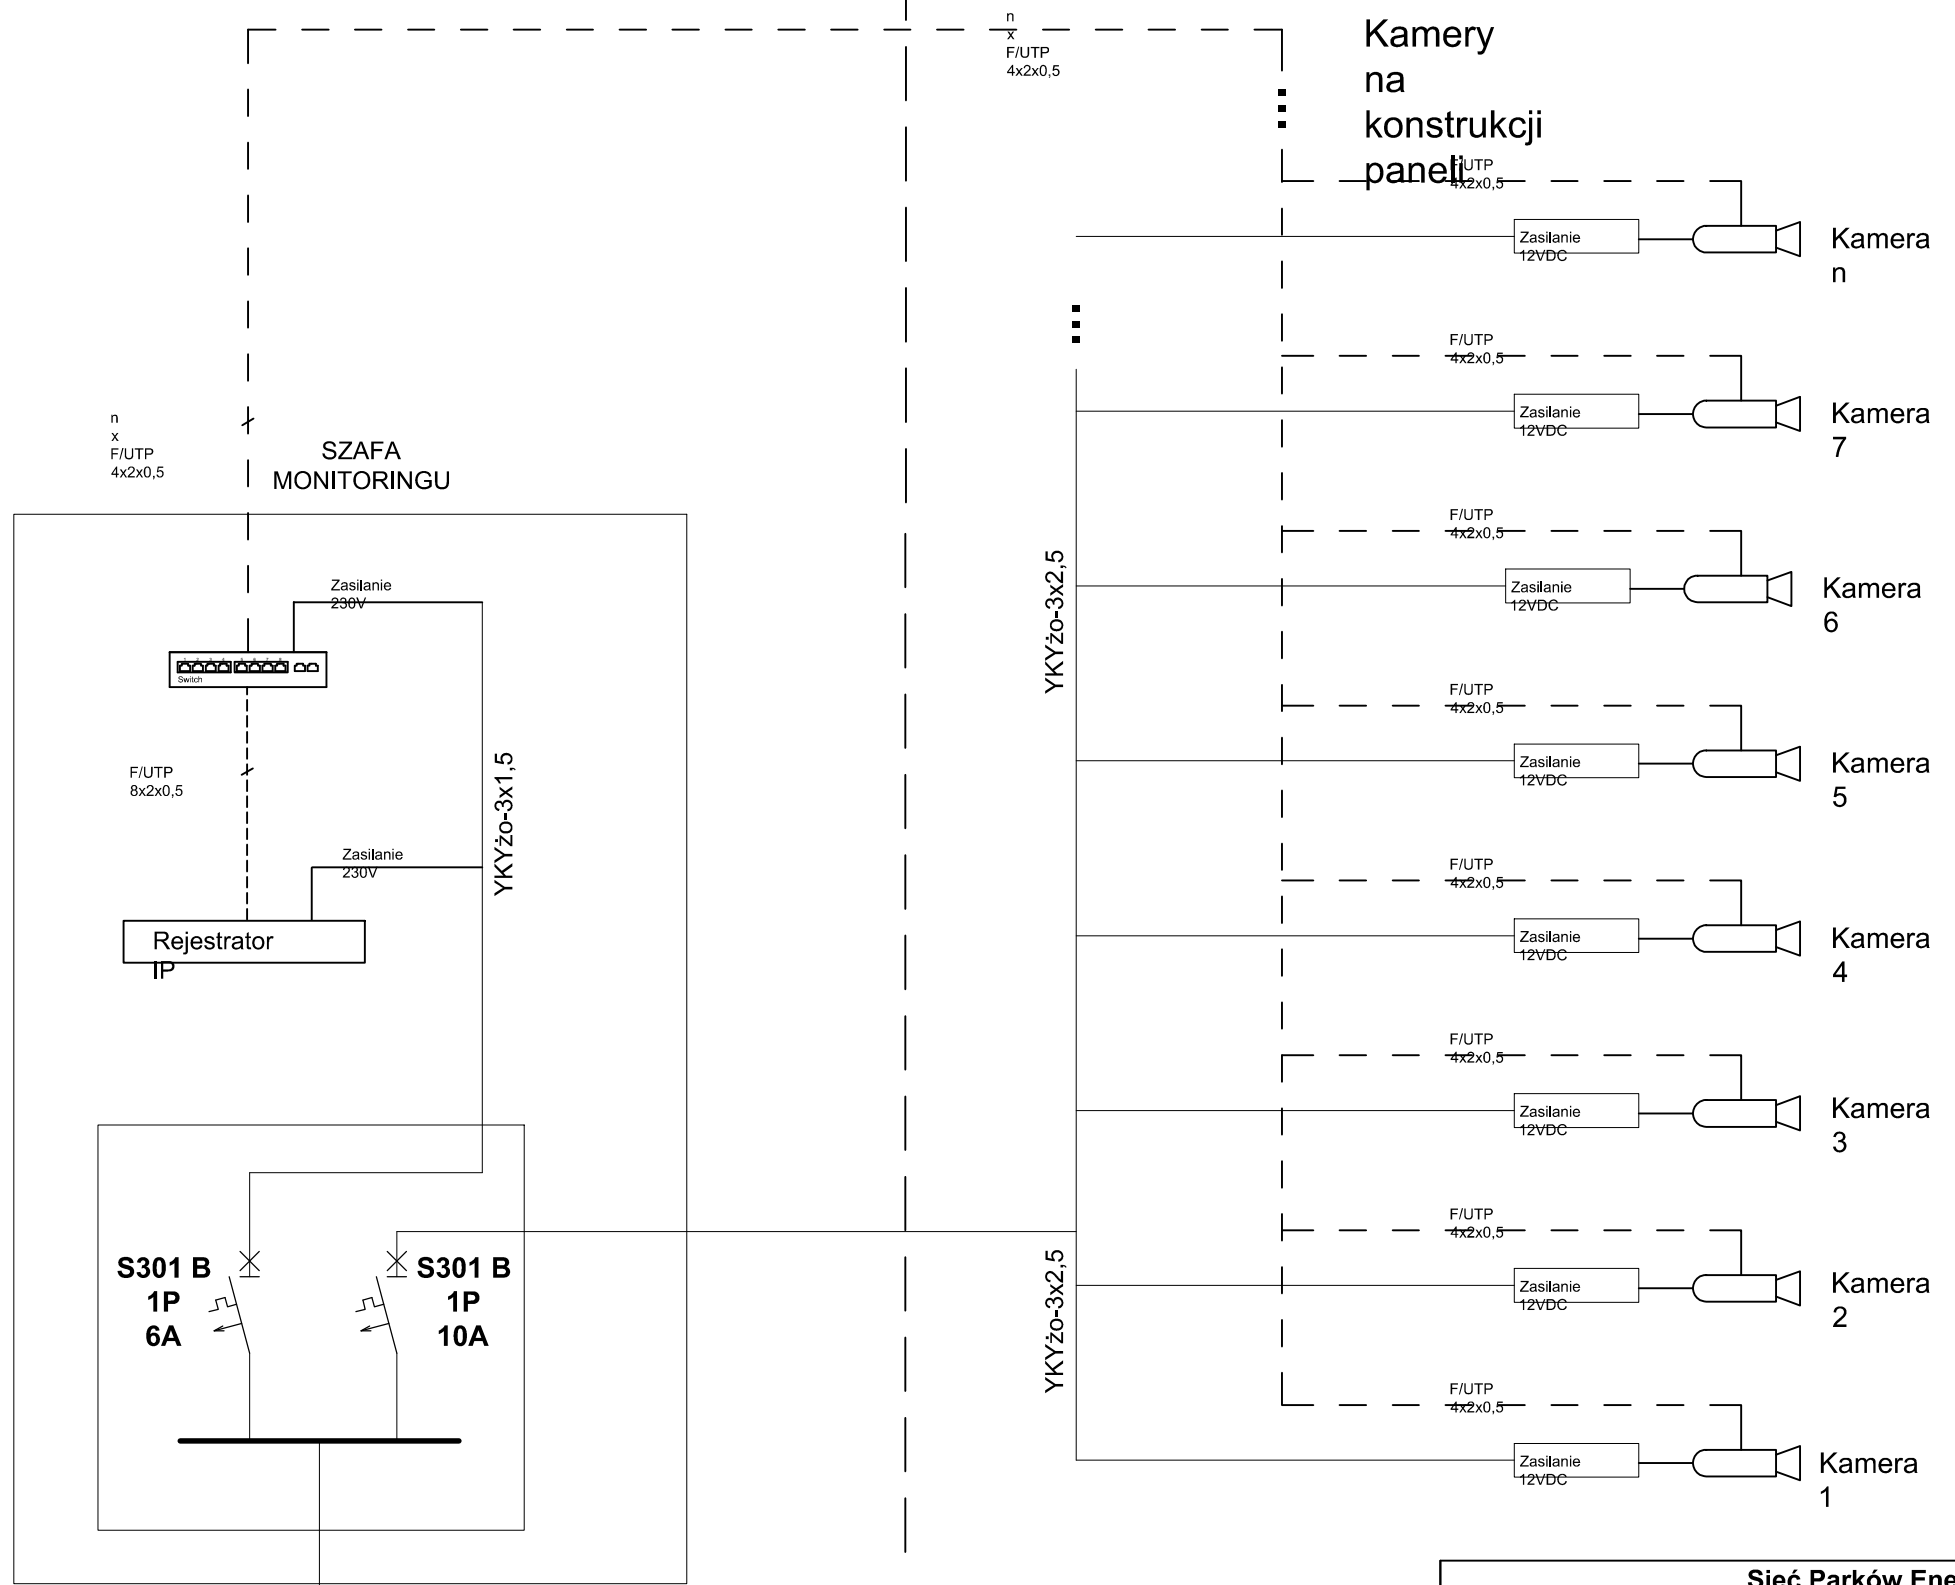 n
x
F/UTP
4x2x0,5
Kamery
na
konstrukcji
paneli
F/UTP
4x2x0,5
Zasilanie
12VDC
Kamera
n
F/UTP
4x2x0,5
Zasilanie
12VDC
Kamera
7
n
x
F/UTP
4x2x0,5
SZAFA
MONITORINGU
F/UTP
4x2x0,5
Zasilanie
12VDC
Kamera
6
YKYżo-3x2,5
Zasilanie
230V
Switch
F/UTP
4x2x0,5
Zasilanie
12VDC
Kamera
5
F/UTP
8x2x0,5
YKYżo-3x1,5
Zasilanie
230V
Rejestrator
IP
F/UTP
4x2x0,5
Zasilanie
12VDC
Kamera
4
F/UTP
4x2x0,5
Zasilanie
12VDC
Kamera
3
F/UTP
4x2x0,5
Zasilanie
12VDC
Kamera
2
S301 B
1P
6A
S301 B
1P
10A
YKYżo-3x2,5
F/UTP
4x2x0,5
Zasilanie
12VDC
Kamera
1
Sieć Parków Ene